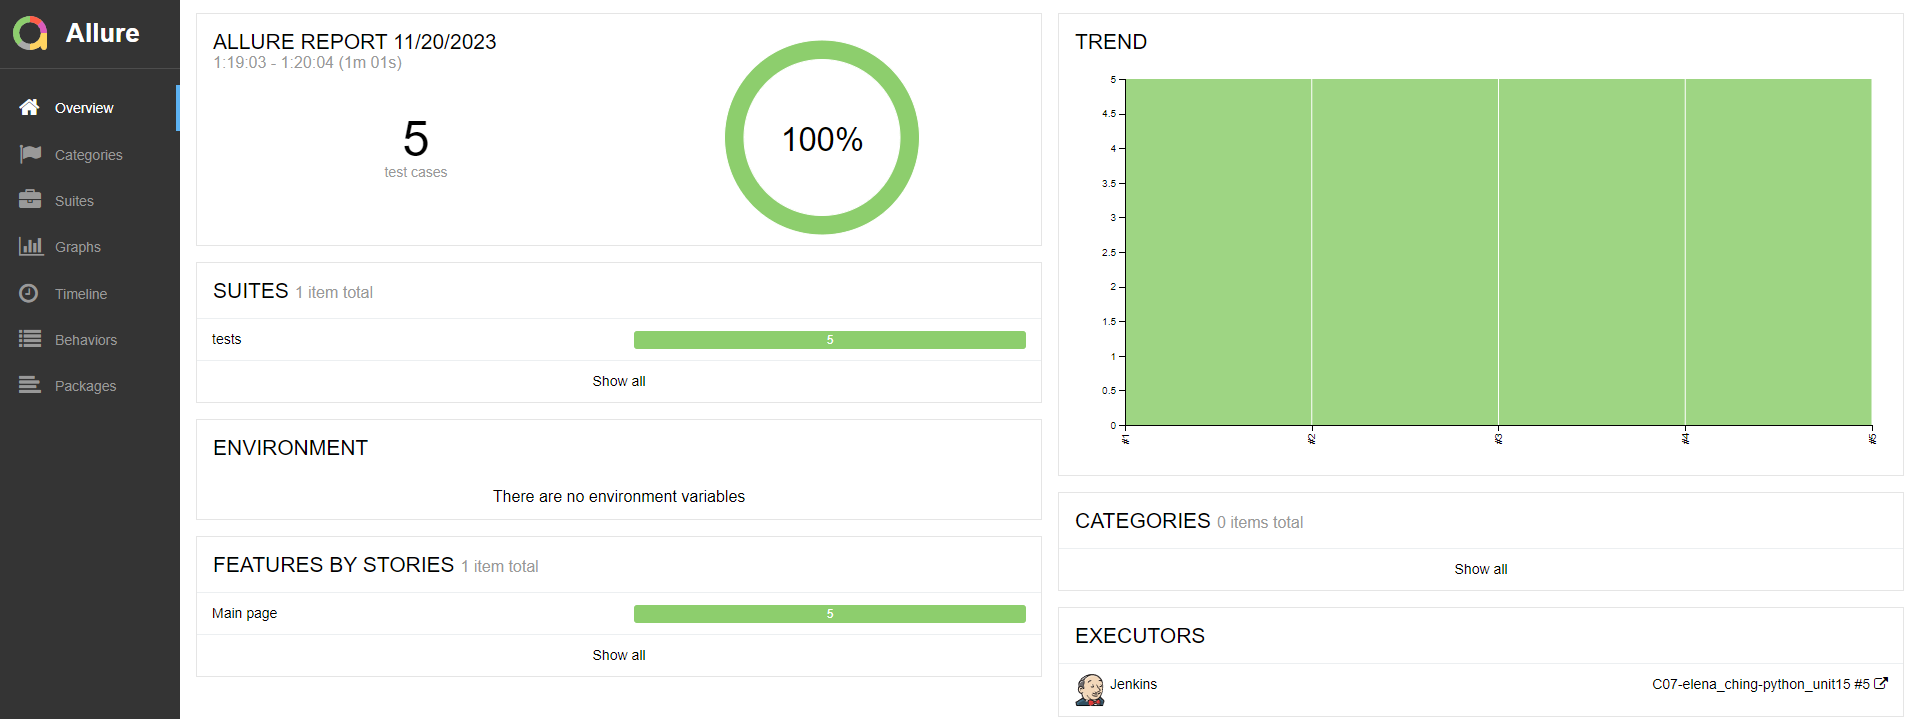 Allure
Overview
Categories
Suites
Graphs
Timeline
Behaviors
Packages
ALLURE REPORT 11/20/2023
1:19:03 - 1:20:04 (1m 01s)
5
test cases
100%
SUITES 1 item total
tests 5
Show all
ENVIRONMENT
There are no environment variables
FEATURES BY STORIES 1 item total
Main page 5
Show all
TREND
5
4.5
4
3.5
3
2.5
2
1.5
1
0.5
0
#1 #2 #3 #4 #5
CATEGORIES 0 items total
Show all
EXECUTORS
Jenkins C07-elena_ching-python_unit15 #5